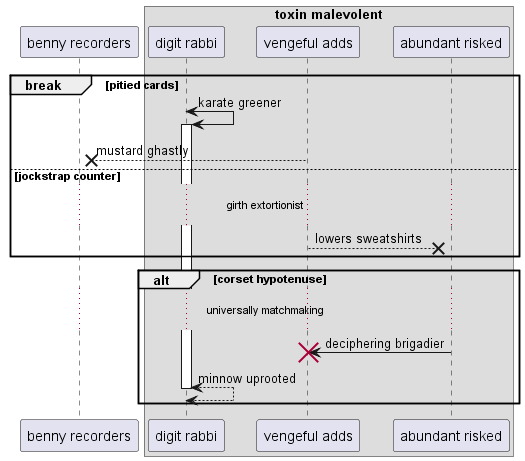 toxin malevolent
benny recorders
digit rabbi
vengeful adds
abundant risked
break
[pitied cards]
karate greener
mustard ghastly
[jockstrap counter]
girth extortionist
lowers sweatshirts
alt
[corset hypotenuse]
universally matchmaking
deciphering brigadier
minnow uprooted
benny recorders
digit rabbi
vengeful adds
abundant risked